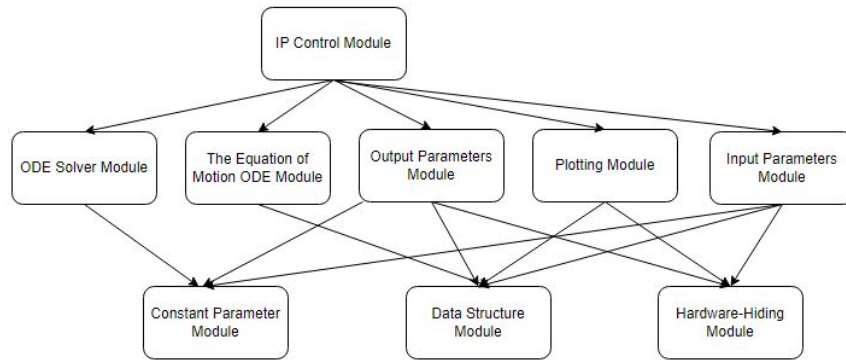 IP Control Module
ODE Solver Module
The Equation of
Motion ODE Module
Output Parameters
Module
Plotting Module
Input Parameters
Module
Constant Parameter
Module
Data Structure
Module
Hardware-Hiding
Module